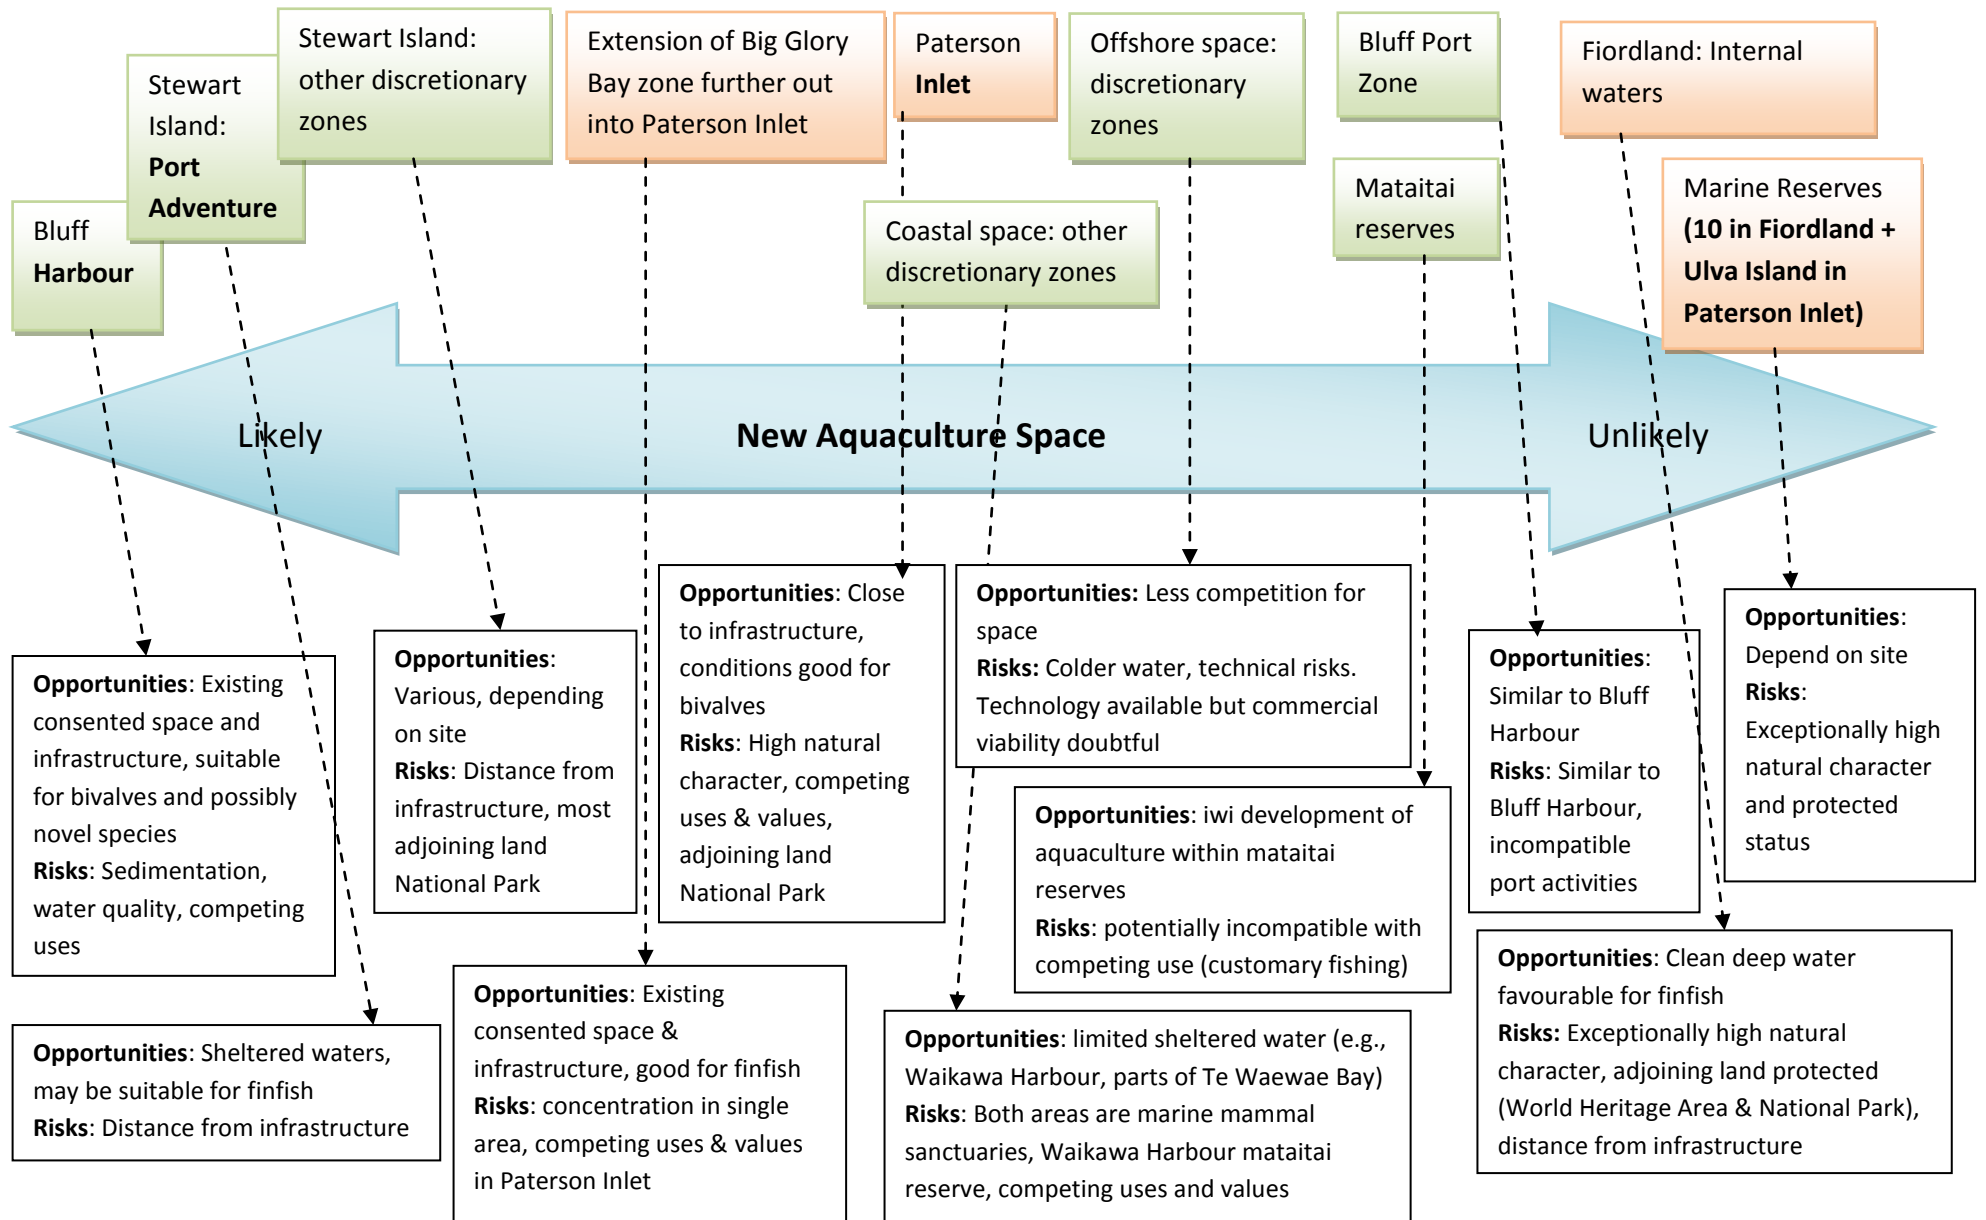 Bluff
Harbour
Stewart
Island:
Port
Adventure
Stewart Island:
other discretionary
zones
Extension of Big Glory
Bay zone further out
into Paterson Inlet
Paterson
Inlet
Coastal space: other
discretionary zones
Offshore space:
discretionary
zones
Bluff Port
Zone
Mataitai
reserves
Fiordland: Internal
waters
Marine Reserves
(10 in Fiordland +
Ulva Island in
Paterson Inlet)
Likely
New Aquaculture Space
Unlikely
Opportunities: Existing
consented space and
infrastructure, suitable
for bivalves and possibly
novel species
Risks: Sedimentation,
water quality, competing
uses
Opportunities: Sheltered waters,
may be suitable for finfish
Risks: Distance from infrastructure
Opportunities:
Various, depending
on site
Risks: Distance from
infrastructure, most
adjoining land
National Park
Opportunities: Existing
consented space &
infrastructure, good for finfish
Risks: concentration in single
area, competing uses & values
in Paterson Inlet
Opportunities: Close
to infrastructure,
conditions good for
bivalves
Risks: High natural
character, competing
uses & values,
adjoining land
National Park
Opportunities: Less competition for
space
Risks: Colder water, technical risks.
Technology available but commercial
viability doubtful
Opportunities: iwi development of
aquaculture within mataitai
reserves
Risks: potentially incompatible with
competing use (customary fishing)
Opportunities: limited sheltered water (e.g.,
Waikawa Harbour, parts of Te Waewae Bay)
Risks: Both areas are marine mammal
sanctuaries, Waikawa Harbour mataitai
reserve, competing uses and values
Opportunities:
Similar to Bluff
Harbour
Risks: Similar to
Bluff Harbour,
incompatible
port activities
Opportunities:
Depend on site
Risks:
Exceptionally high
natural character
and protected
status
Opportunities: Clean deep water
favourable for finfish
Risks: Exceptionally high natural
character, adjoining land protected
(World Heritage Area & National Park),
distance from infrastructure